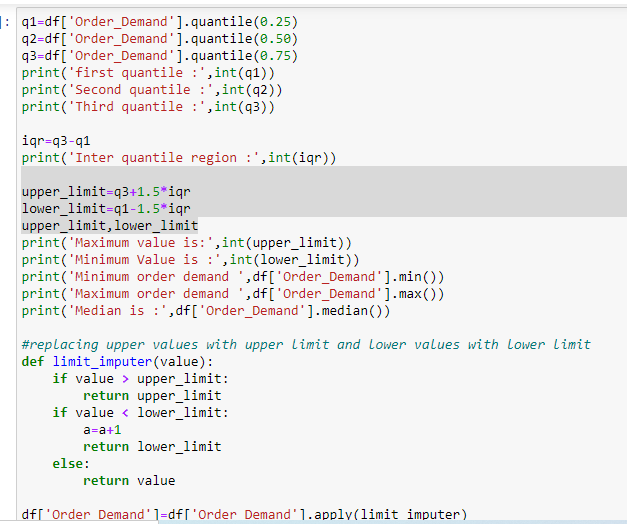 ]: q1=df['Order_Demand'].quantile(0.25)
q2=df['Order_Demand'].quantile(0.50)
q3=df['Order_Demand'].quantile(0.75)
print('first quantile :',int(q1))
print('Second quantile :',int(q2))
print('Third quantile :',int(q3))

iqr=q3-q1
print('Inter quantile region :',int(iqr))

upper_limit=q3+1.5*iqr
lower_limit=q1-1.5*iqr
upper_limit,lower_limit
print('Maximum value is:',int(upper_limit))
print('Minimum Value is :',int(lower_limit))
print('Minimum order demand ',df['Order_Demand'].min())
print('Maximum order demand ',df['Order_Demand'].max())
print('Median is :',df['Order_Demand'].median())

#replacing upper values with upper limit and lower values with lower limit
def limit_imputer(value):
    if value > upper_limit:
        return upper_limit
    if value < lower_limit:
        a=a+1
        return lower_limit
    else:
        return value

df['Order_Demand']=df['Order_Demand'].apply(limit_imputer)